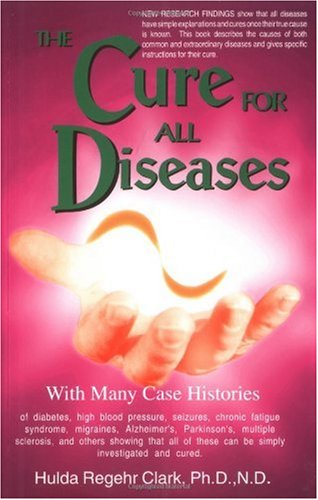 NEW RESEARCH FINDINGS show that all diseases
have simple explanations and cures once their true cause
is known. This book describes the causes of both
common and extraordinary diseases and gives specific
instructions for their cure.
THE
Cure FOR
ALL
Diseases
With Many Case Histories
of diabetes, high blood pressure, seizures, chronic fatigue
syndrome, migraines, Alzheimer's, Parkinson's, multiple
sclerosis, and others showing that all of these can be simply
investigated and cured.
Hulda Regehr Clark, Ph.D.,N.D.